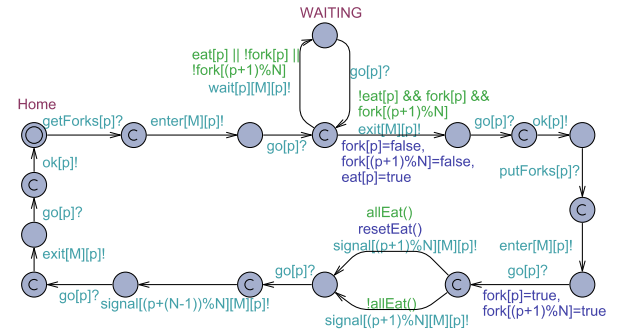 WAITING
eat[p] || !fork[p] ||
!fork[(p+1)%N]
wait[p][M][p]!
go[p]?
!eat[p] && fork[p] &&
fork[(p+1)%N]
exit[M][p]!
fork[p]=false,
fork[(p+1)%N]=false,
eat[p]=true
Home
getForks[p]?
C
enter[M][p]!
go[p]?
C
go[p]?
C
ok[p]!
putForks[p]?
C
enter[M][p]!
go[p]?
fork[p]=true,
fork[(p+1)%N]=true
C
allEat()
resetEat()
signal[(p+1)%N][M][p]!
!allEat()
signal[(p+1)%N][M][p]!
go[p]?
C
signal[(p+(N-1))%N][M][p]!
go[p]?
C
exit[M][p]!
go[p]?
C
ok[p]!